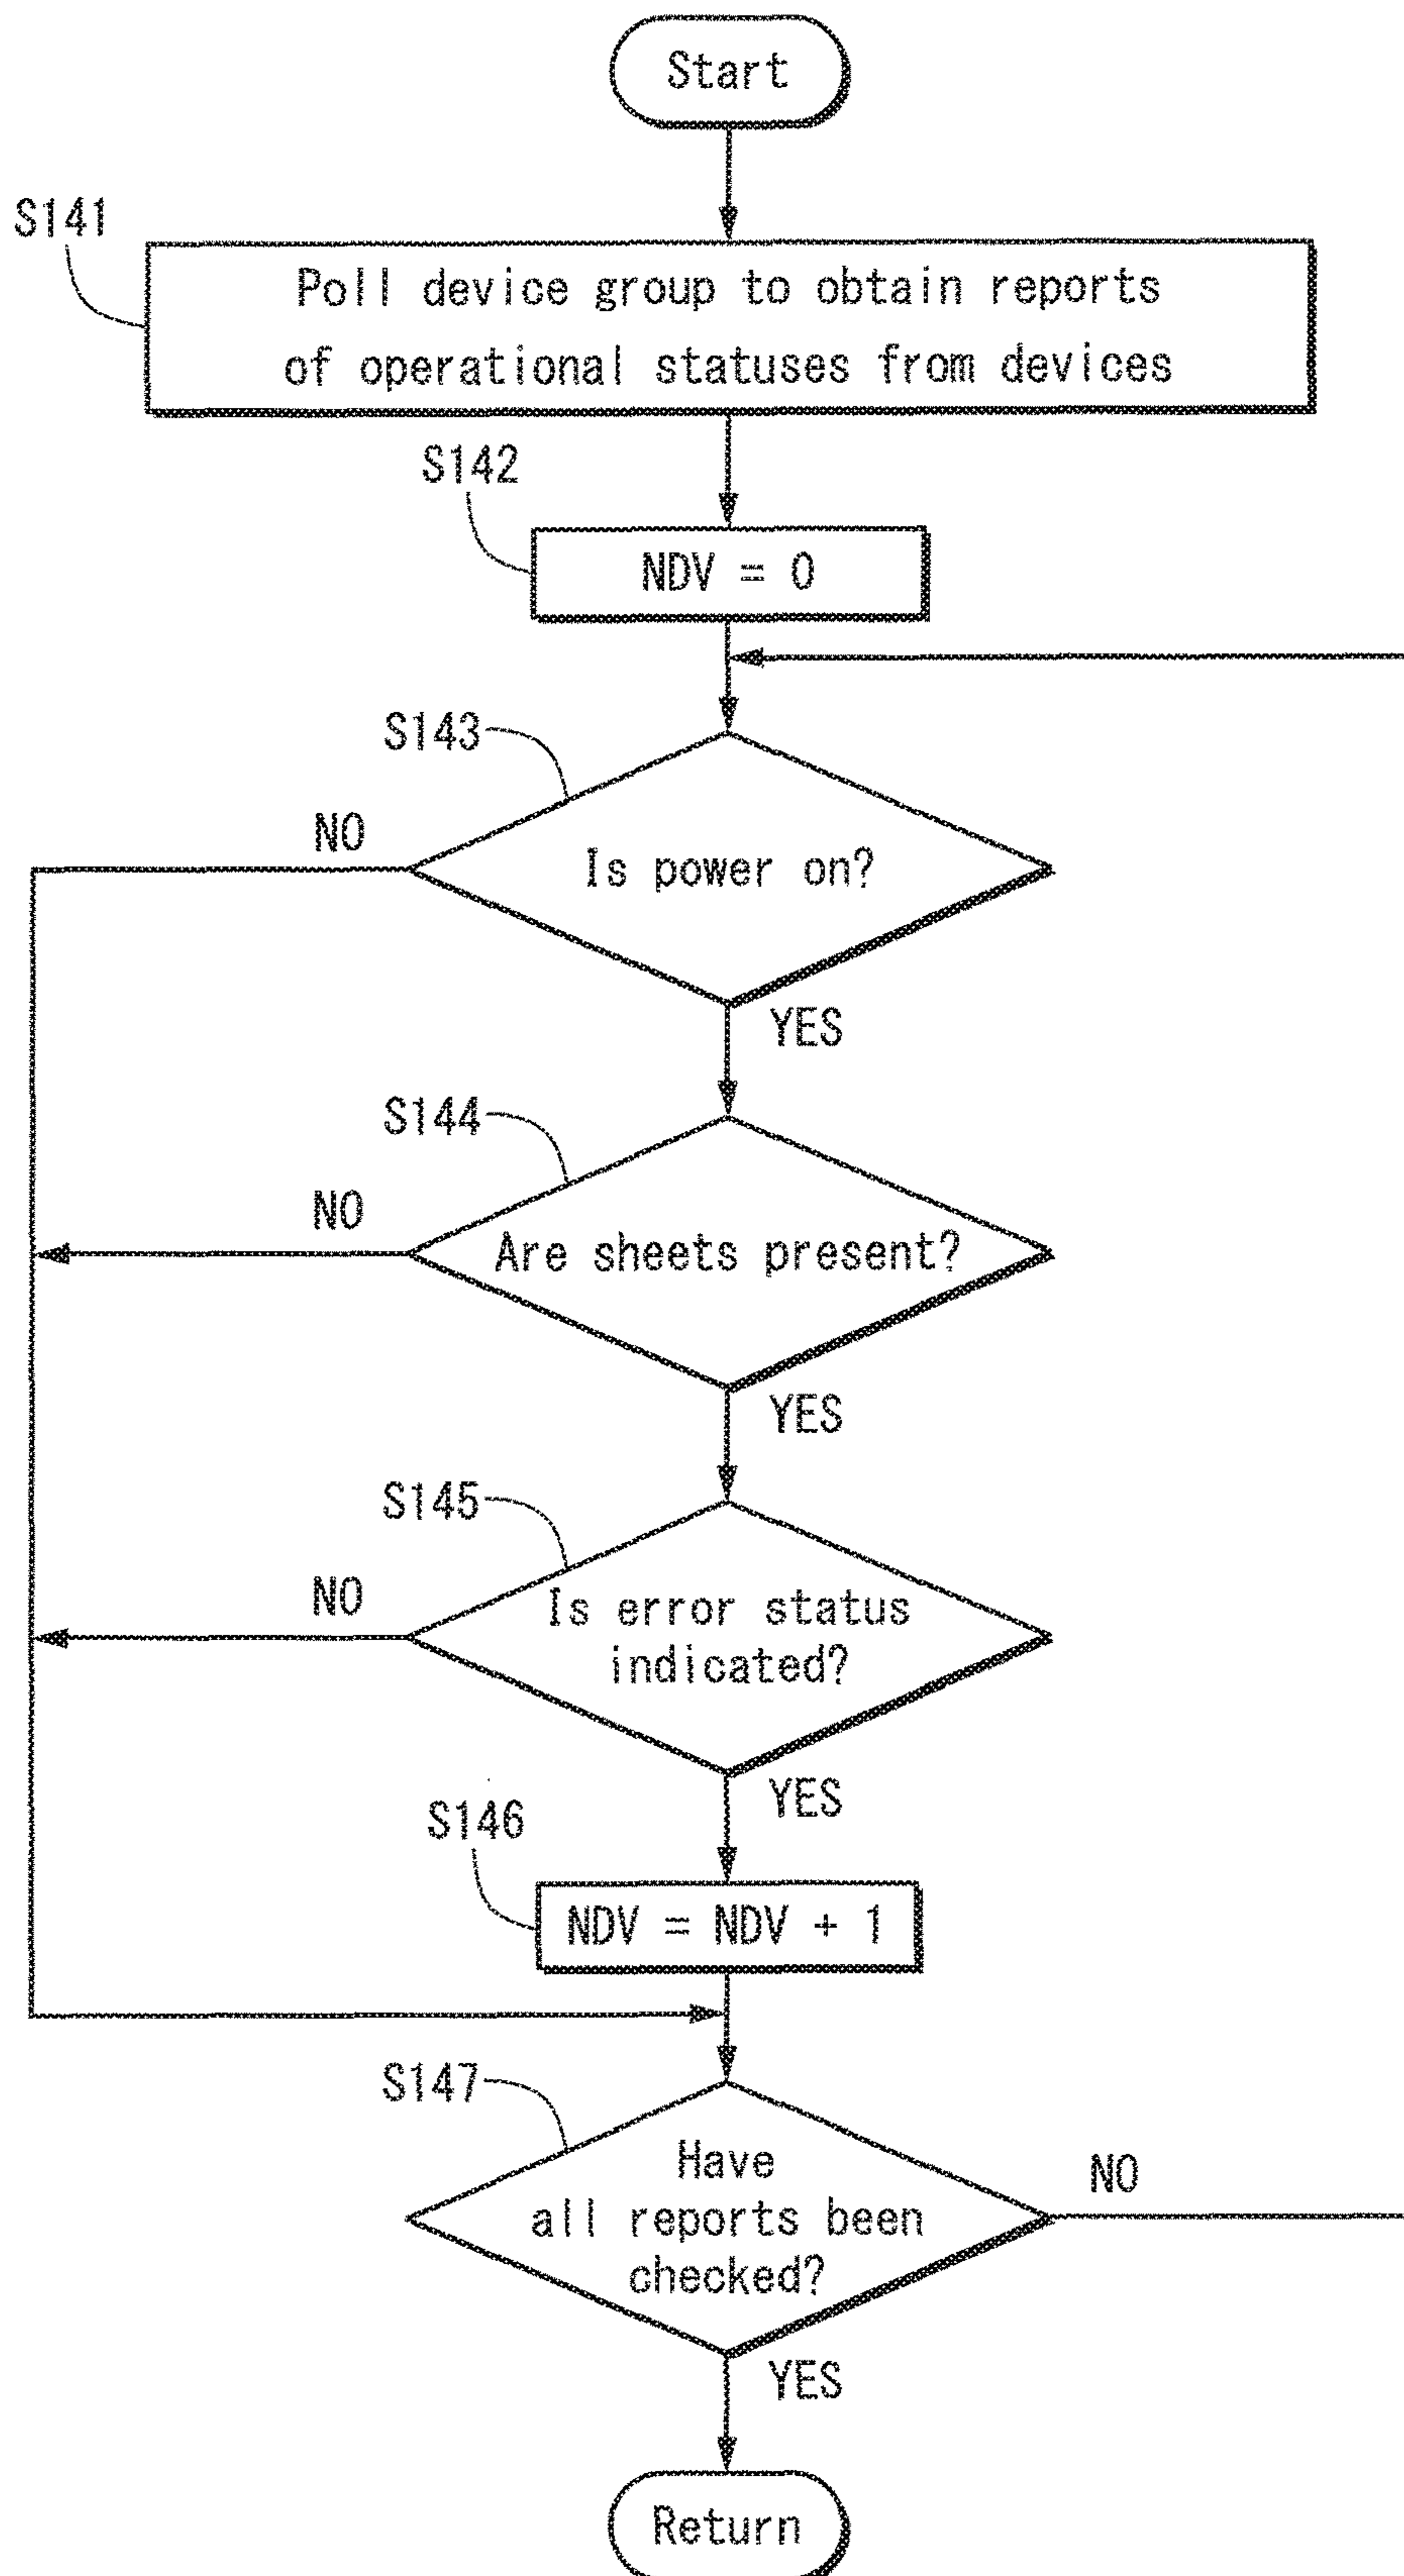 Start
S141
Poll device group to obtain reports
of operational statuses from devices
S142
NDV = 0
S143
NO
Is power on?
YES
S144
NO
Are sheets present?
YES
S145
NO
Is error status
indicated?
YES
S146
NDV = NDV + 1
S147
Have
all reports been
checked?
NO
YES
Return